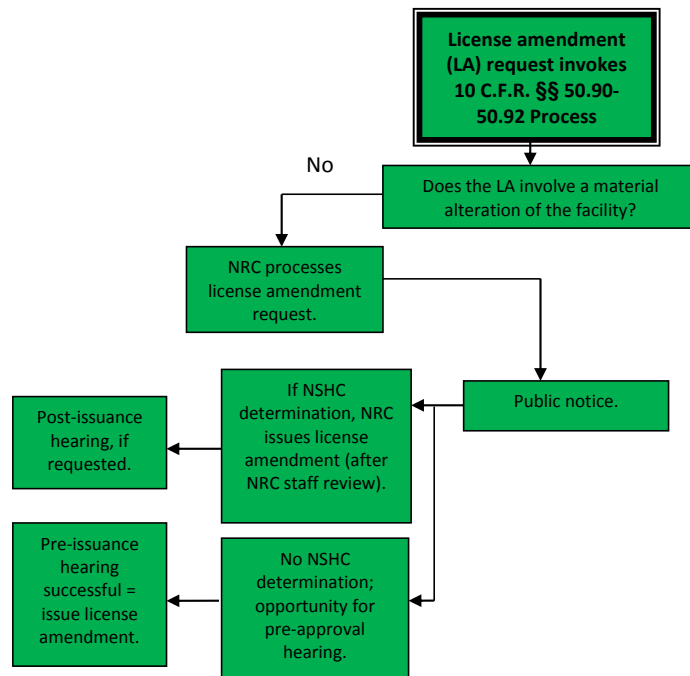 License amendment
(LA) request invokes
10 C.F.R. §§ 50.90-
50.92 Process
No
Does the LA involve a material
alteration of the facility?
NRC processes
license amendment
request.
If NSHC
determination, NRC
issues license
amendment (after
NRC staff review).
Public notice.
Post-issuance
hearing, if
requested.
Pre-issuance
hearing
successful =
issue license
amendment.
No NSHC
determination;
opportunity for
pre-approval
hearing.